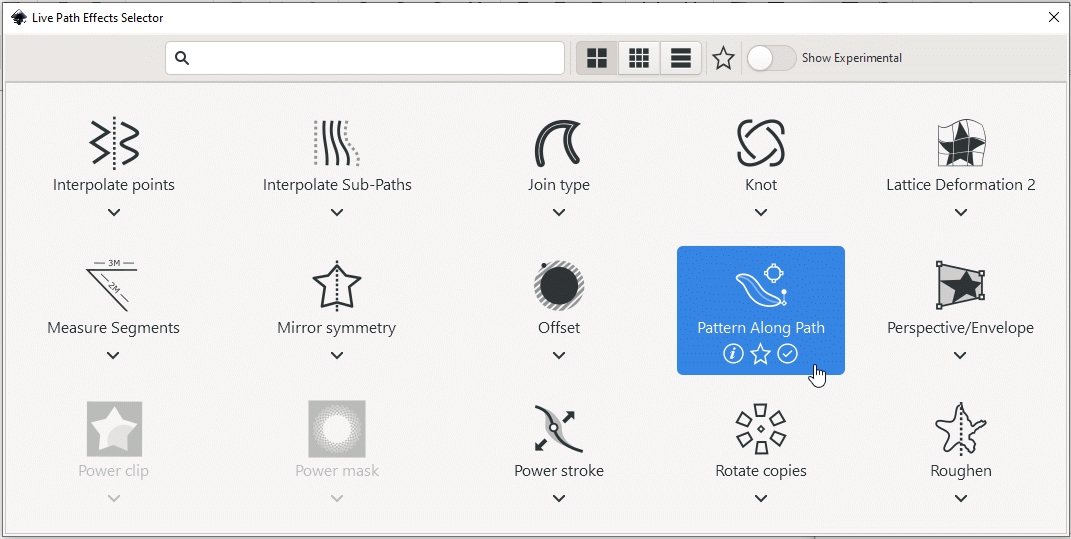 Live Path Effects Selector
Show Experimental
Interpolate points
Interpolate Sub-Paths
Join type
Knot
Lattice Deformation 2
3M
2M
Measure Segments
Mirror symmetry
Offset
Pattern Along Path
Perspective/Envelope
Power clip
Power mask
Power stroke
Rotate copies
Roughen